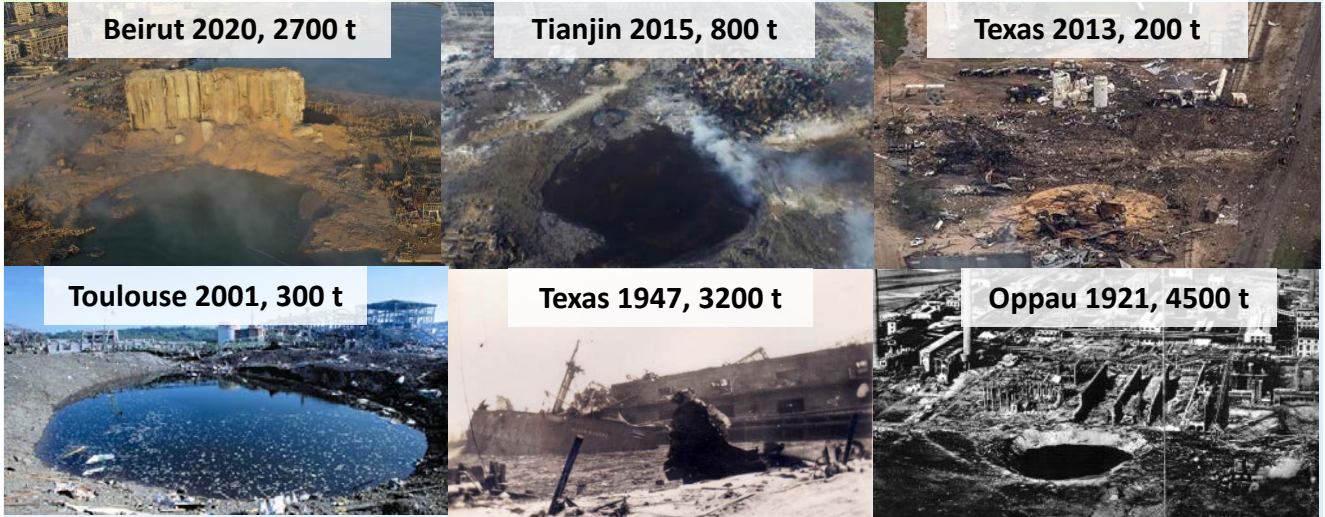 Beirut 2020, 2700 t
Tianjin 2015, 800 t
Texas 2013, 200 t
Toulouse 2001, 300 t
Texas 1947, 3200 t
Oppau 1921, 4500 t